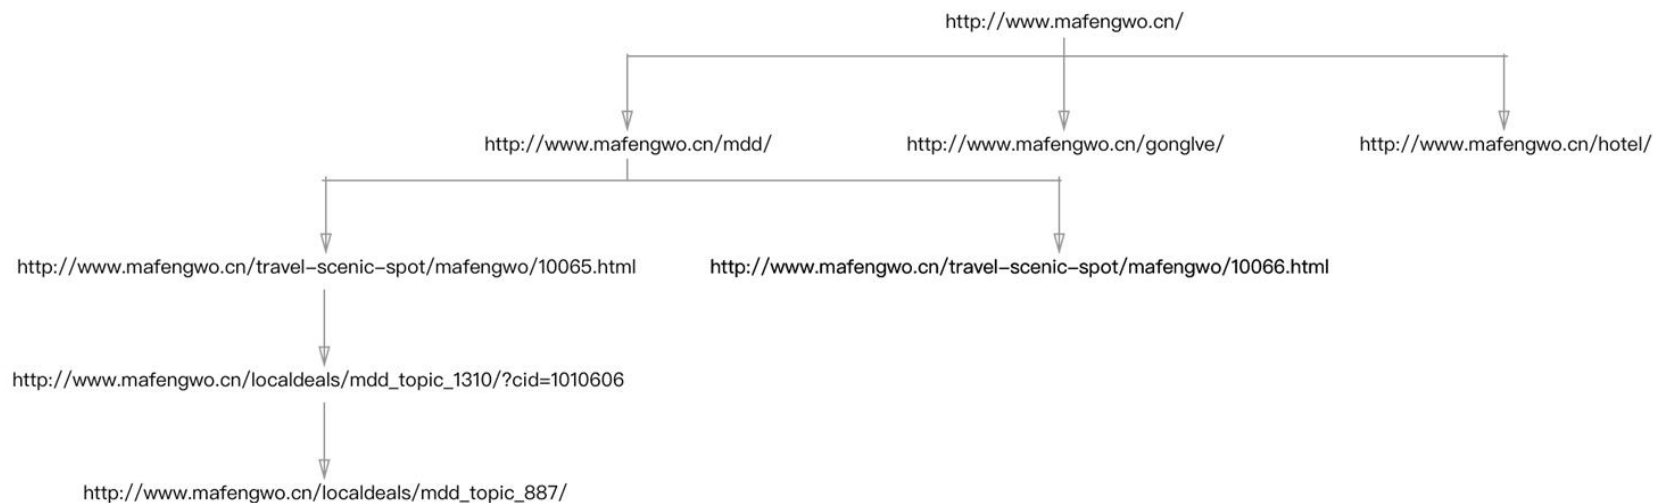 http://www.mafengwo.cn/
http://www.mafengwo.cn/mdd/
http://www.mafengwo.cn/gonglve/
http://www.mafengwo.cn/hotel/
http://www.mafengwo.cn/travel-scenic-spot/mafengwo/10065.html
http://www.mafengwo.cn/travel-scenic-spot/mafengwo/10066.html
http://www.mafengwo.cn/localdeals/mdd_topic_1310/?cid=1010606
http://www.mafengwo.cn/localdeals/mdd_topic_887/